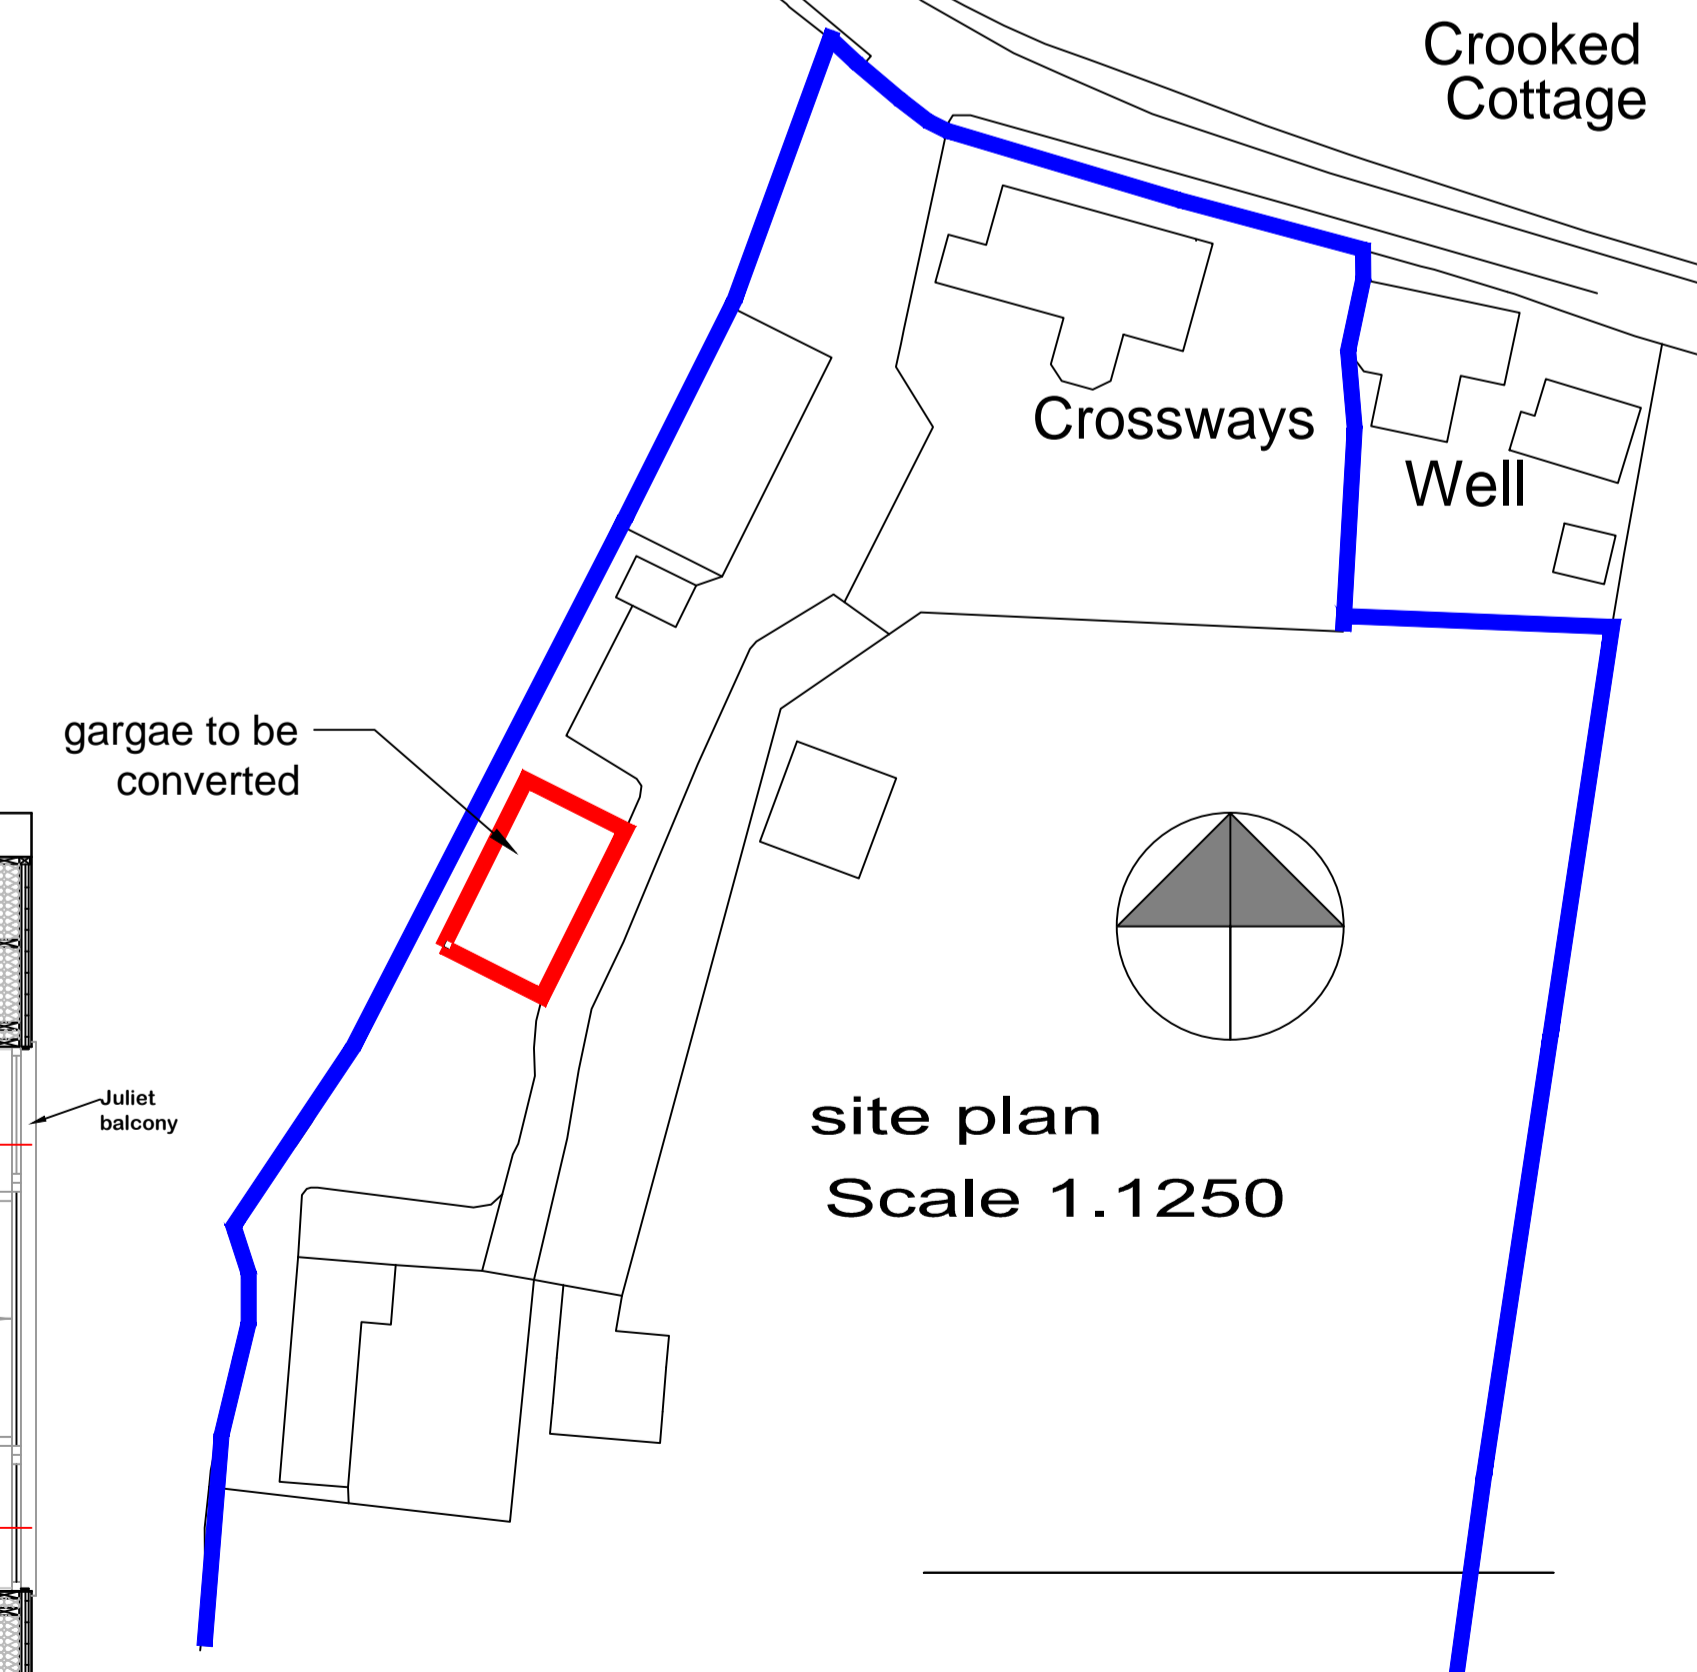 Crooked
Cottage
Crossways
Well
gargae to be
converted
Juliet
balcony
site plan
Scale 1.1250